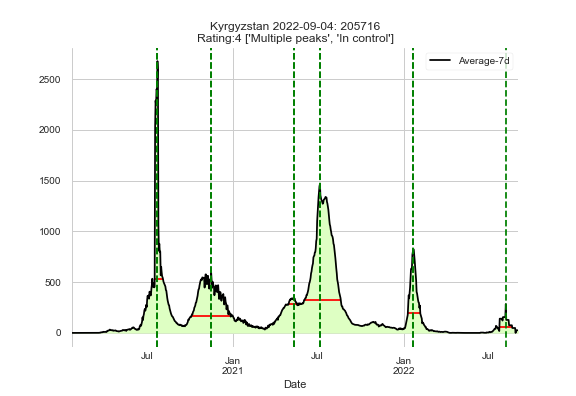 Kyrgyzstan 2022-09-04: 205716
Rating:4 ['Multiple peaks', 'In control']
Average-7d
2500
2000
1500
1000
500
0
Jul
Jan
2021
Jul
Jan
2022
Jul
Date